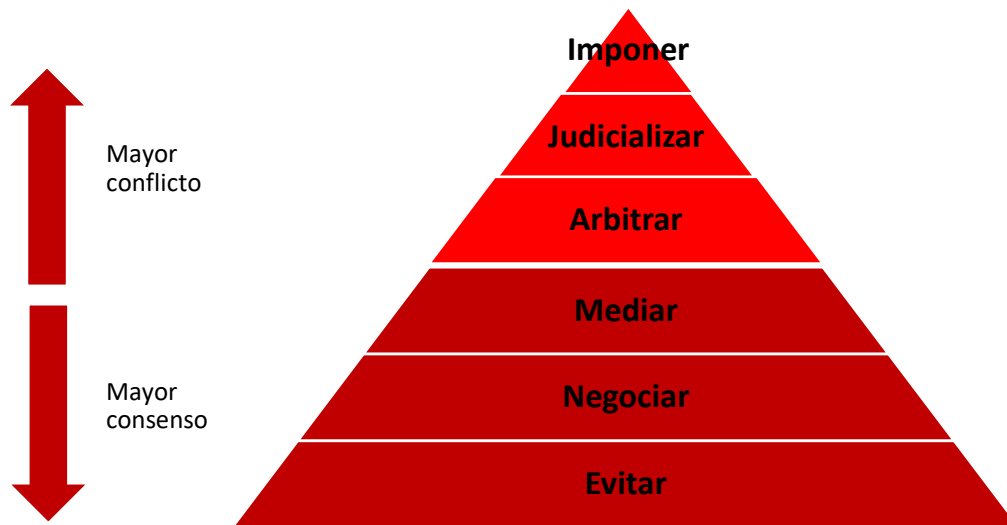 Imponer
Judicializar
Mayor
conflicto
Arbitrar
Mediar
Mayor
consenso
Negociar
Evitar